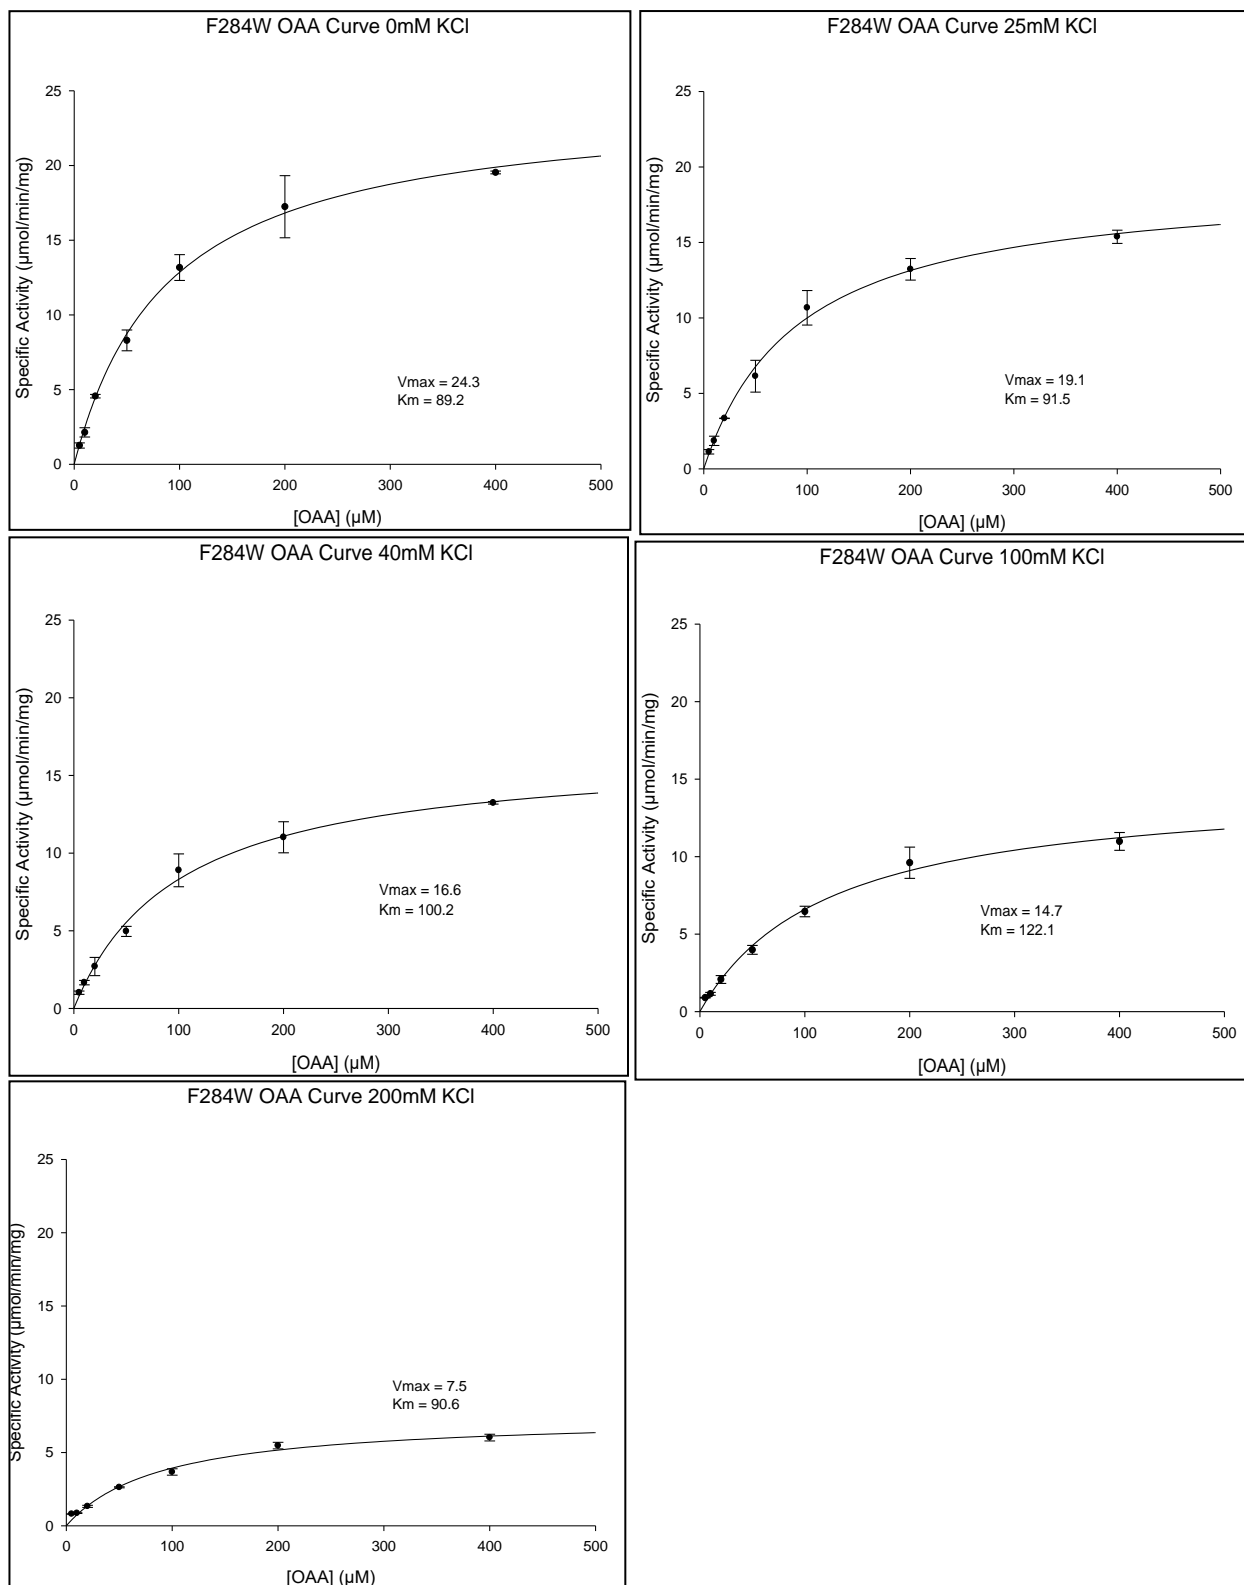 F284W OAA Curve 0mM KCl
25
20
15
10
5
0
Specific Activity (µmol/min/mg)
Vmax = 24.3
Km = 89.2
0 100 200 300 400 500
[OAA] (µM)
F284W OAA Curve 25mM KCl
25
20
15
10
5
0
Specific Activity (µmol/min/mg)
Vmax = 19.1
Km = 91.5
0 100 200 300 400 500
[OAA] (µM)
F284W OAA Curve 40mM KCl
25
20
15
10
5
0
Specific Activity (µmol/min/mg)
Vmax = 16.6
Km = 100.2
0 100 200 300 400 500
[OAA] (µM)
F284W OAA Curve 100mM KCl
25
20
15
10
5
0
Specific Activity (µmol/min/mg)
Vmax = 14.7
Km = 122.1
0 100 200 300 400 500
[OAA] (µM)
F284W OAA Curve 200mM KCl
25
20
15
10
5
0
Specific Activity (µmol/min/mg)
Vmax = 7.5
Km = 90.6
0 100 200 300 400 500
[OAA] (µM)